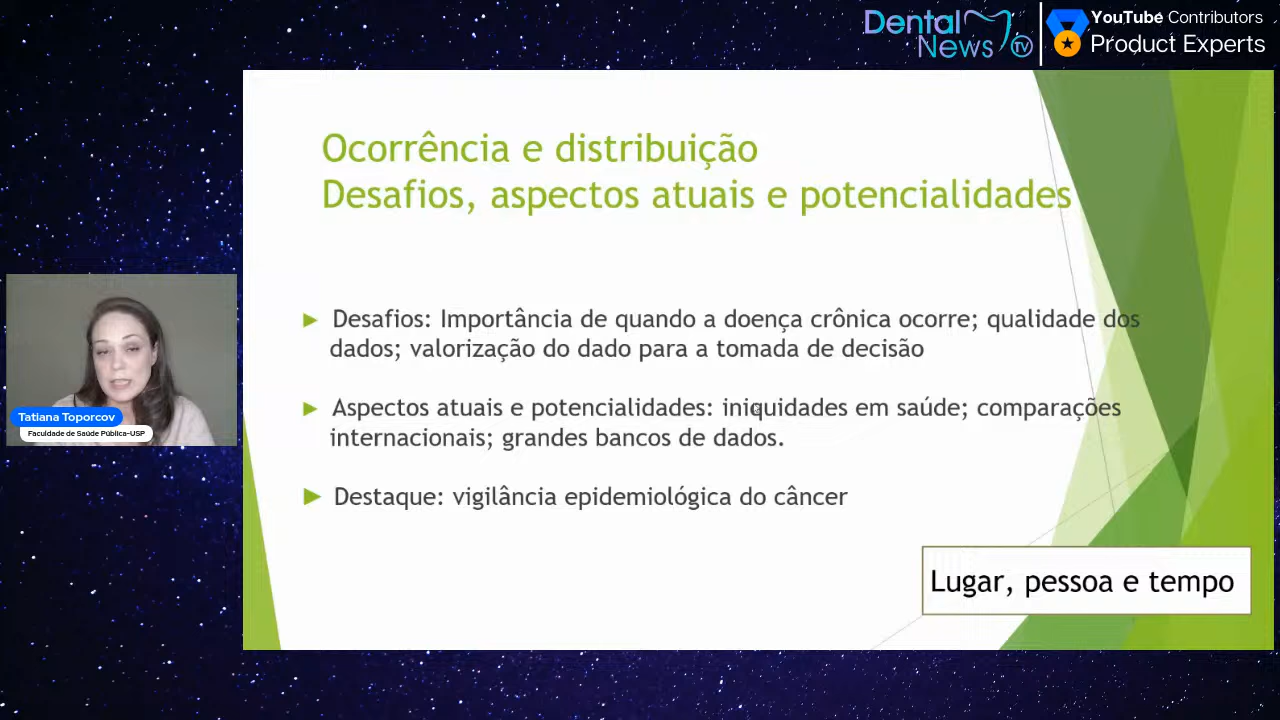 Dental
News TV
YouTube Contributors
Product Experts
Ocorrência e distribuição
Desafios, aspectos atuais e potencialidades
Desafios: Importância de quando a doença crônica ocorre; qualidade dos
dados; valorização do dado para a tomada de decisão
Aspectos atuais e potencialidades: iniquidades em saúde; comparações
internacionais; grandes bancos de dados.
Destaque: vigilância epidemiológica do câncer
Lugar, pessoa e tempo
Tatiana Toporcov
Faculdade de Saúde Pública-USP